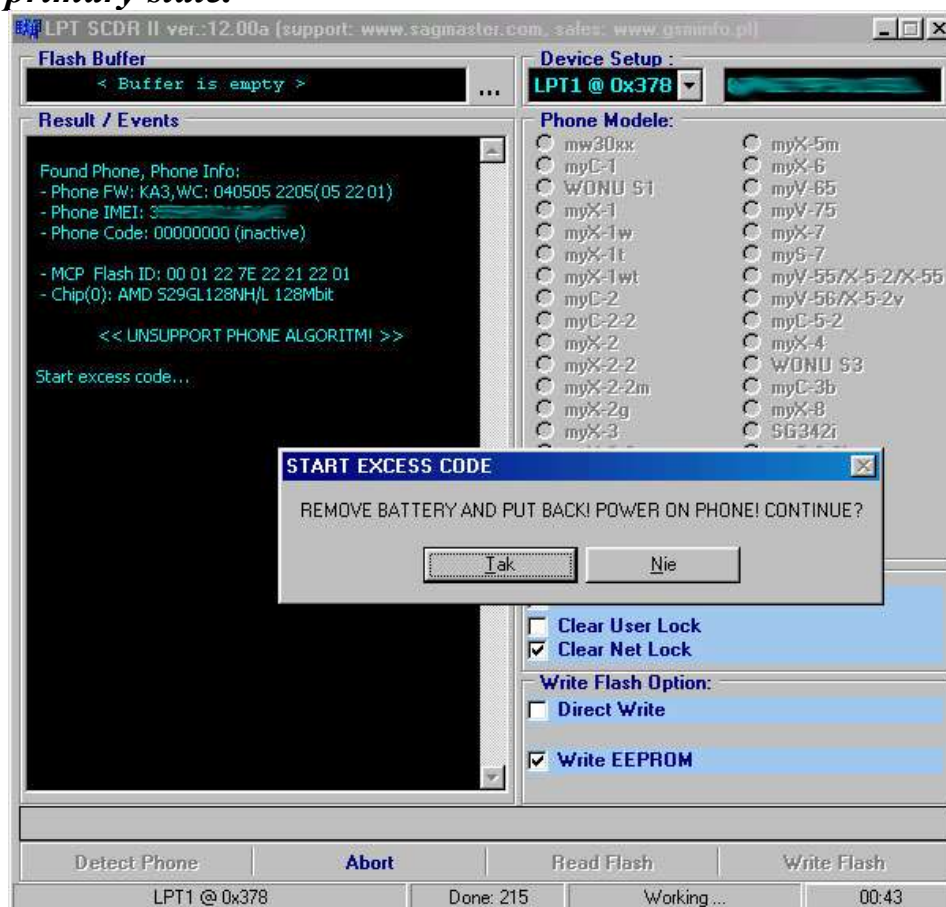 primary state.
LPT SCDR II ver.:12.00a (support: www.sagmaster.com, sales: www.gsminfo.pl)
Flash Buffer
< Buffer is empty >
...
Device Setup :
LPT1 @ 0x378
Result / Events
Found Phone, Phone Info:
- Phone FW: KA3,WC: 040505 2205(05 22 01)
- Phone IMEI: 3
- Phone Code: 00000000 (inactive)
- MCP Flash ID: 00 01 22 7E 22 21 22 01
- Chip(0): AMD S29GL128NH/L 128Mbit
<< UNSUPPORT PHONE ALGORITM! >>
Start excess code...
Phone Modele:
mw30xx
myC-1
WONU S1
myX-1
myX-1w
myX-1t
myX-1wt
myC-2
myC-2-2
myX-2
myX-2-2
myX-2-2m
myX-2g
myX-3
myX-5m
myX-6
myV-65
myV-75
myX-7
myS-7
myV-55/X-5-2/X-55
myV-56/X-5-2v
myC-5-2
myX-4
WONU S3
myC-3b
myX-8
SG342i
START EXCESS CODE
REMOVE BATTERY AND PUT BACK! POWER ON PHONE! CONTINUE?
Tak
Nie
Clear User Lock
Clear Net Lock
Write Flash Option:
Direct Write
Write EEPROM
Detect Phone
Abort
Read Flash
Write Flash
LPT1 @ 0x378
Done: 215
Working ...
00:43